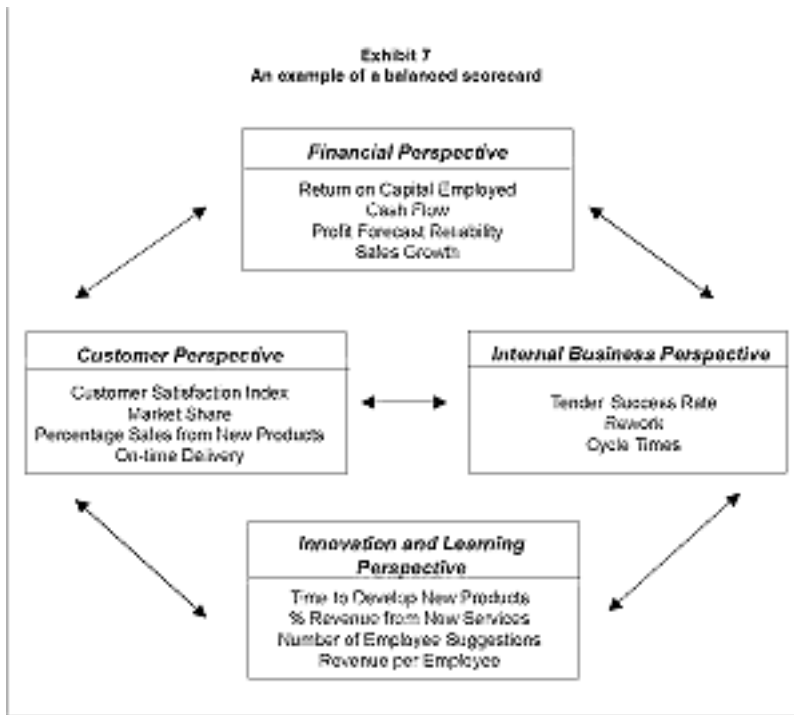 Exhibit 7
An example of a balanced scorecard
Financial Perspective
Return on Capital Employed
Cash Flow
Profit Forecast Reliability
Sales Growth
Customer Perspective
Customer Satisfaction Index
Market Share
Percentage Sales from New Products
On-time Delivery
Internal Business Perspective
Tender Success Rate
Rework
Cycle Times
Innovation and Learning
Perspective
Time to Develop New Products
% Revenue from New Services
Number of Employee Suggestions
Revenue per Employee